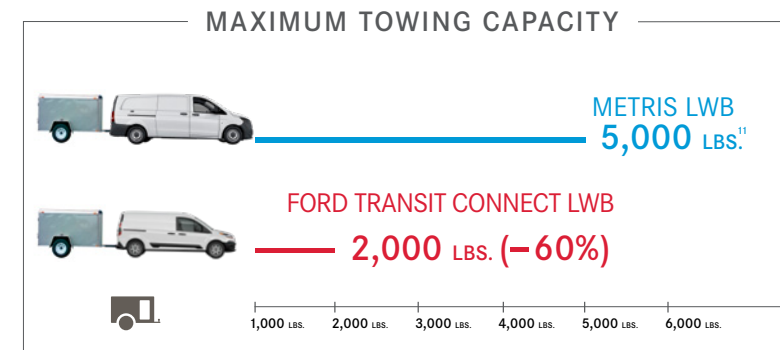 MAXIMUM TOWING CAPACITY
METRIS LWB
5,000 LBS.¹¹
FORD TRANSIT CONNECT LWB
2,000 LBS. (–60%)
1,000 LBS. 2,000 LBS. 3,000 LBS. 4,000 LBS. 5,000 LBS. 6,000 LBS.